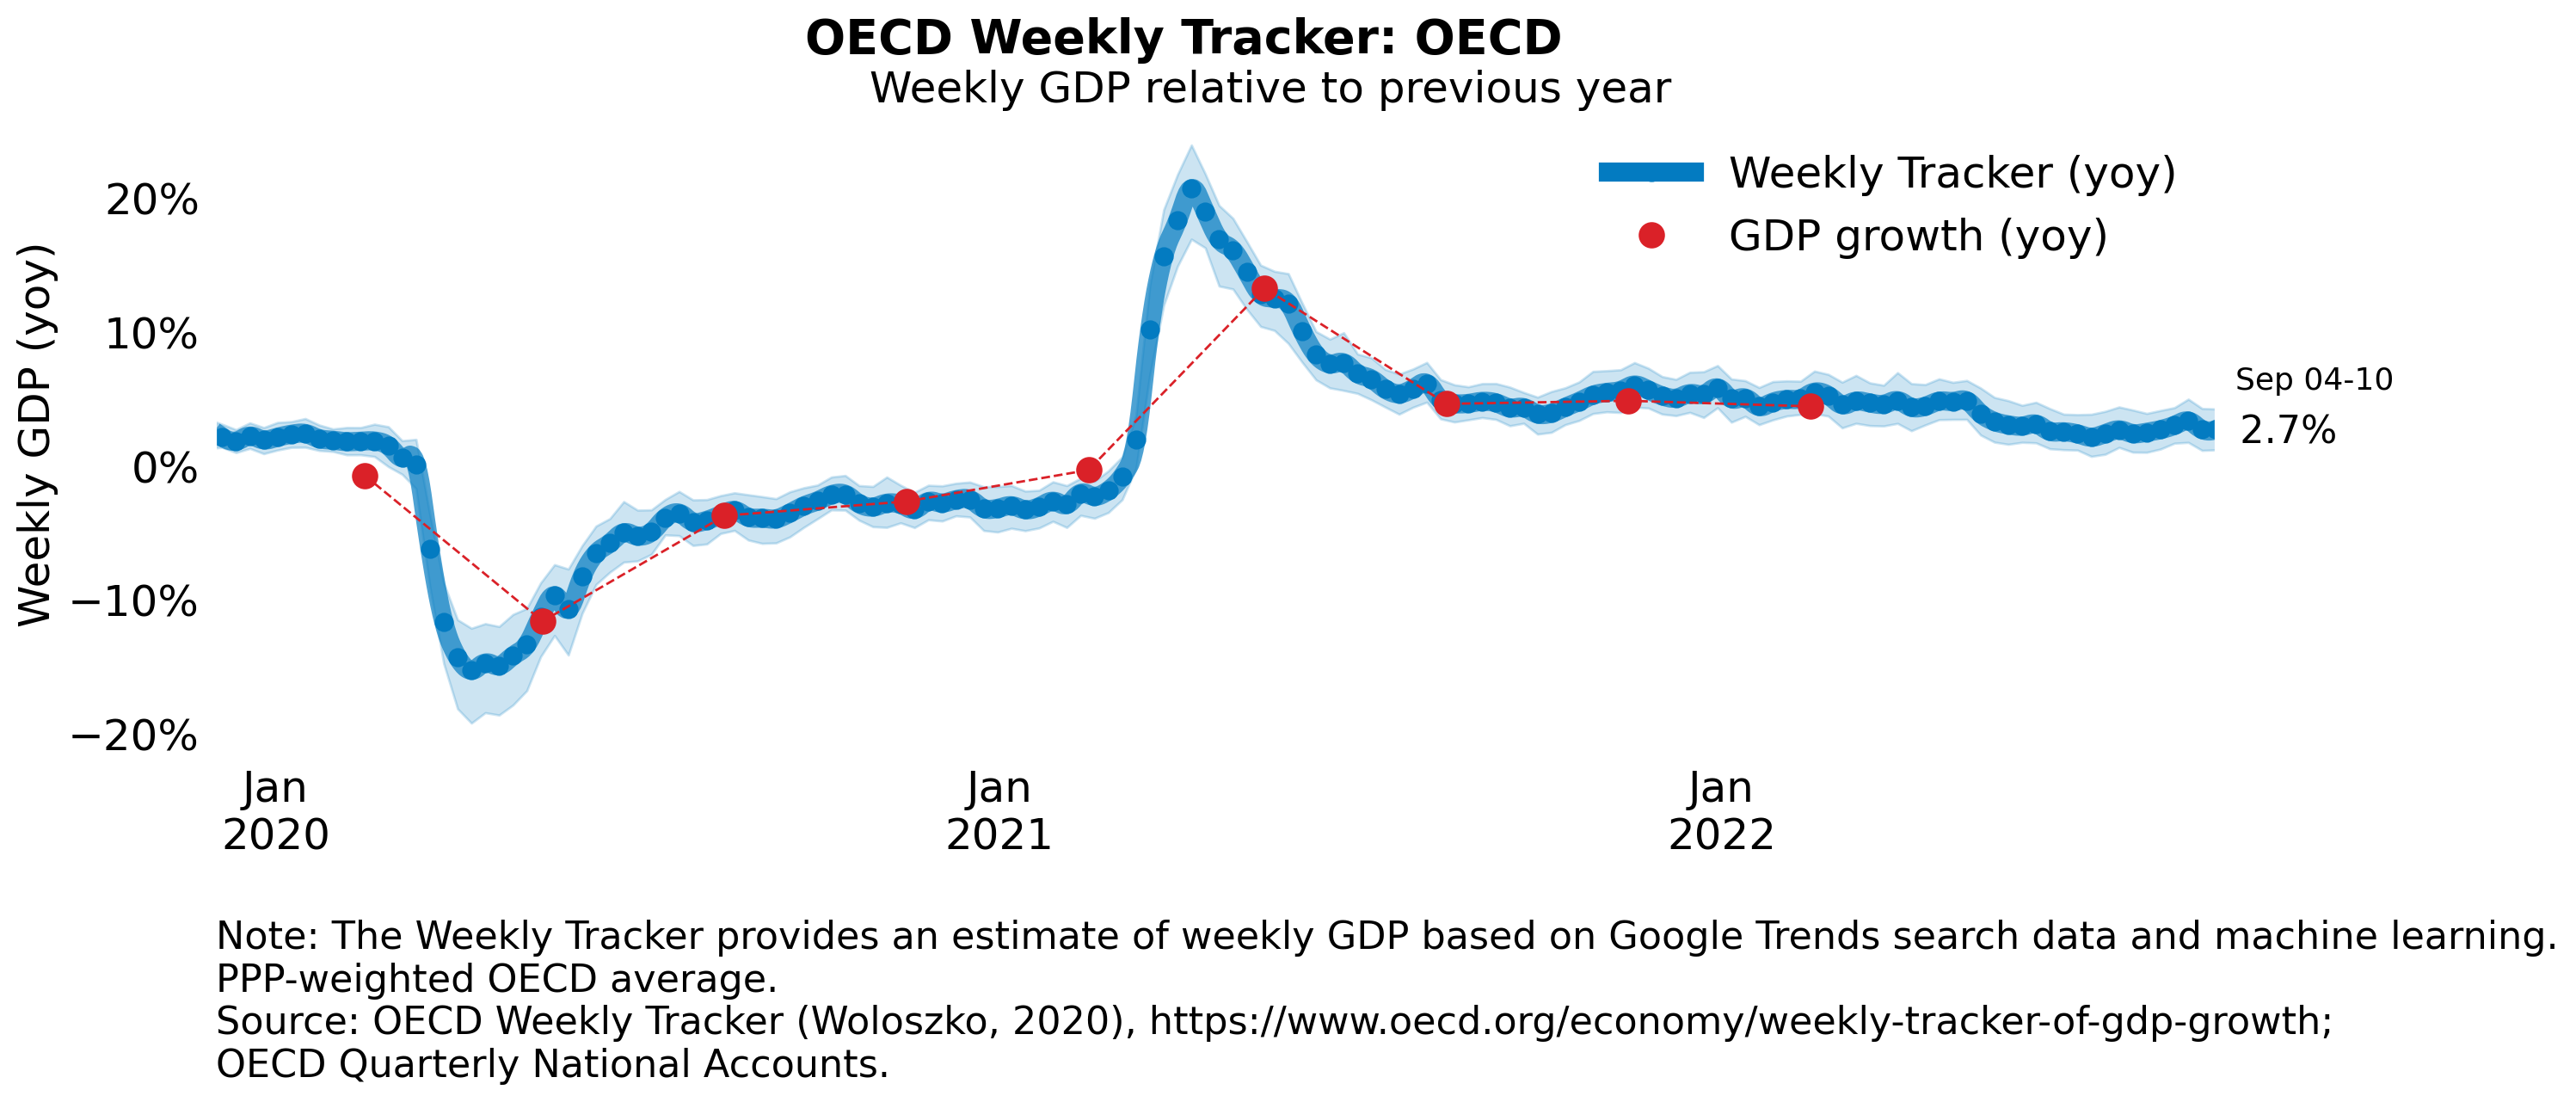 OECD Weekly Tracker: OECD
Weekly GDP relative to previous year
Weekly Tracker (yoy)
GDP growth (yoy)
Weekly GDP (yoy)
20%
10%
0%
−10%
−20%
Sep 04-10
2.7%
Jan
2020
Jan
2021
Jan
2022
Note: The Weekly Tracker provides an estimate of weekly GDP based on Google Trends search data and machine learning.
PPP-weighted OECD average.
Source: OECD Weekly Tracker (Woloszko, 2020), https://www.oecd.org/economy/weekly-tracker-of-gdp-growth;
OECD Quarterly National Accounts.